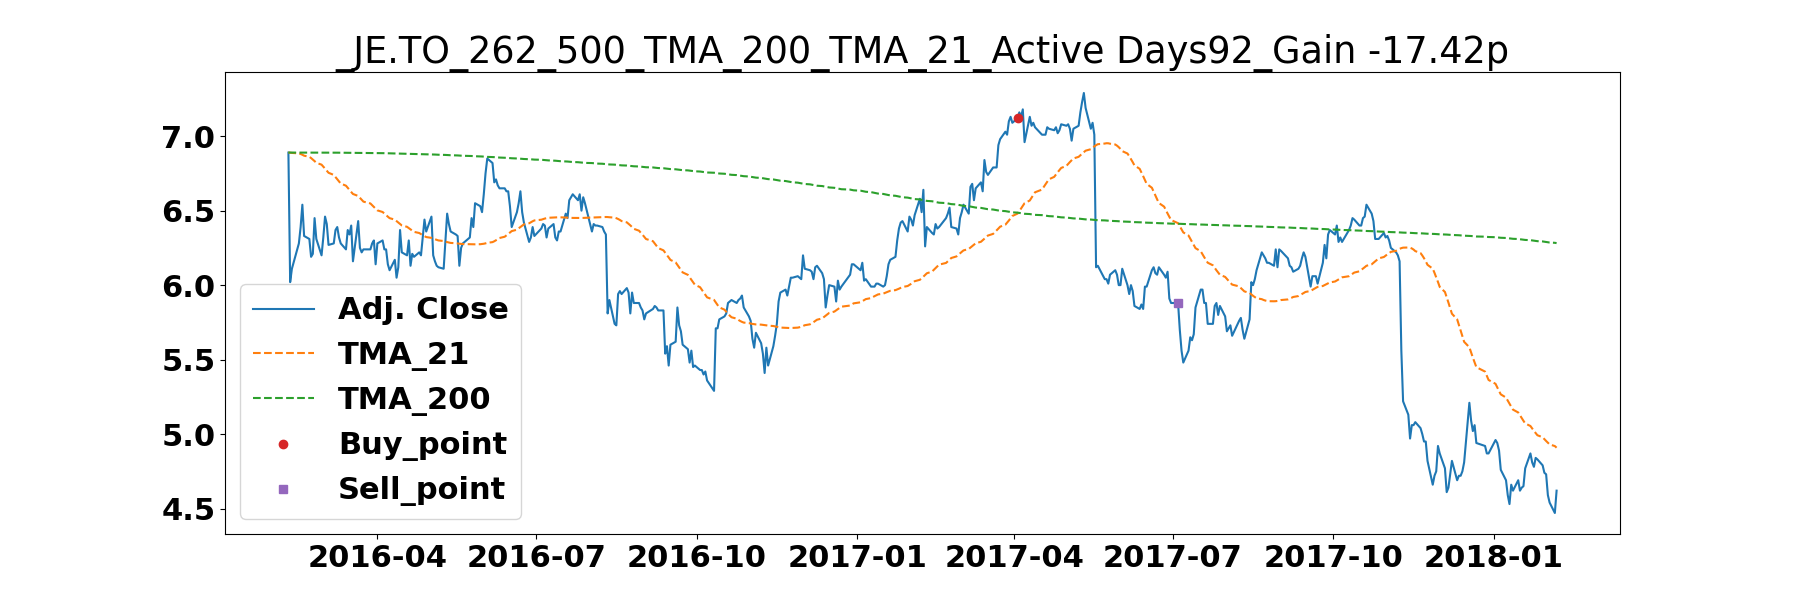 _JE.TO_262_500_TMA_200_TMA_21_Active Days92_Gain -17.42p
7.0
6.5
6.0
5.5
5.0
4.5
Adj. Close
TMA_21
TMA_200
Buy_point
Sell_point
2016-04 2016-07 2016-10 2017-01 2017-04 2017-07 2017-10 2018-01